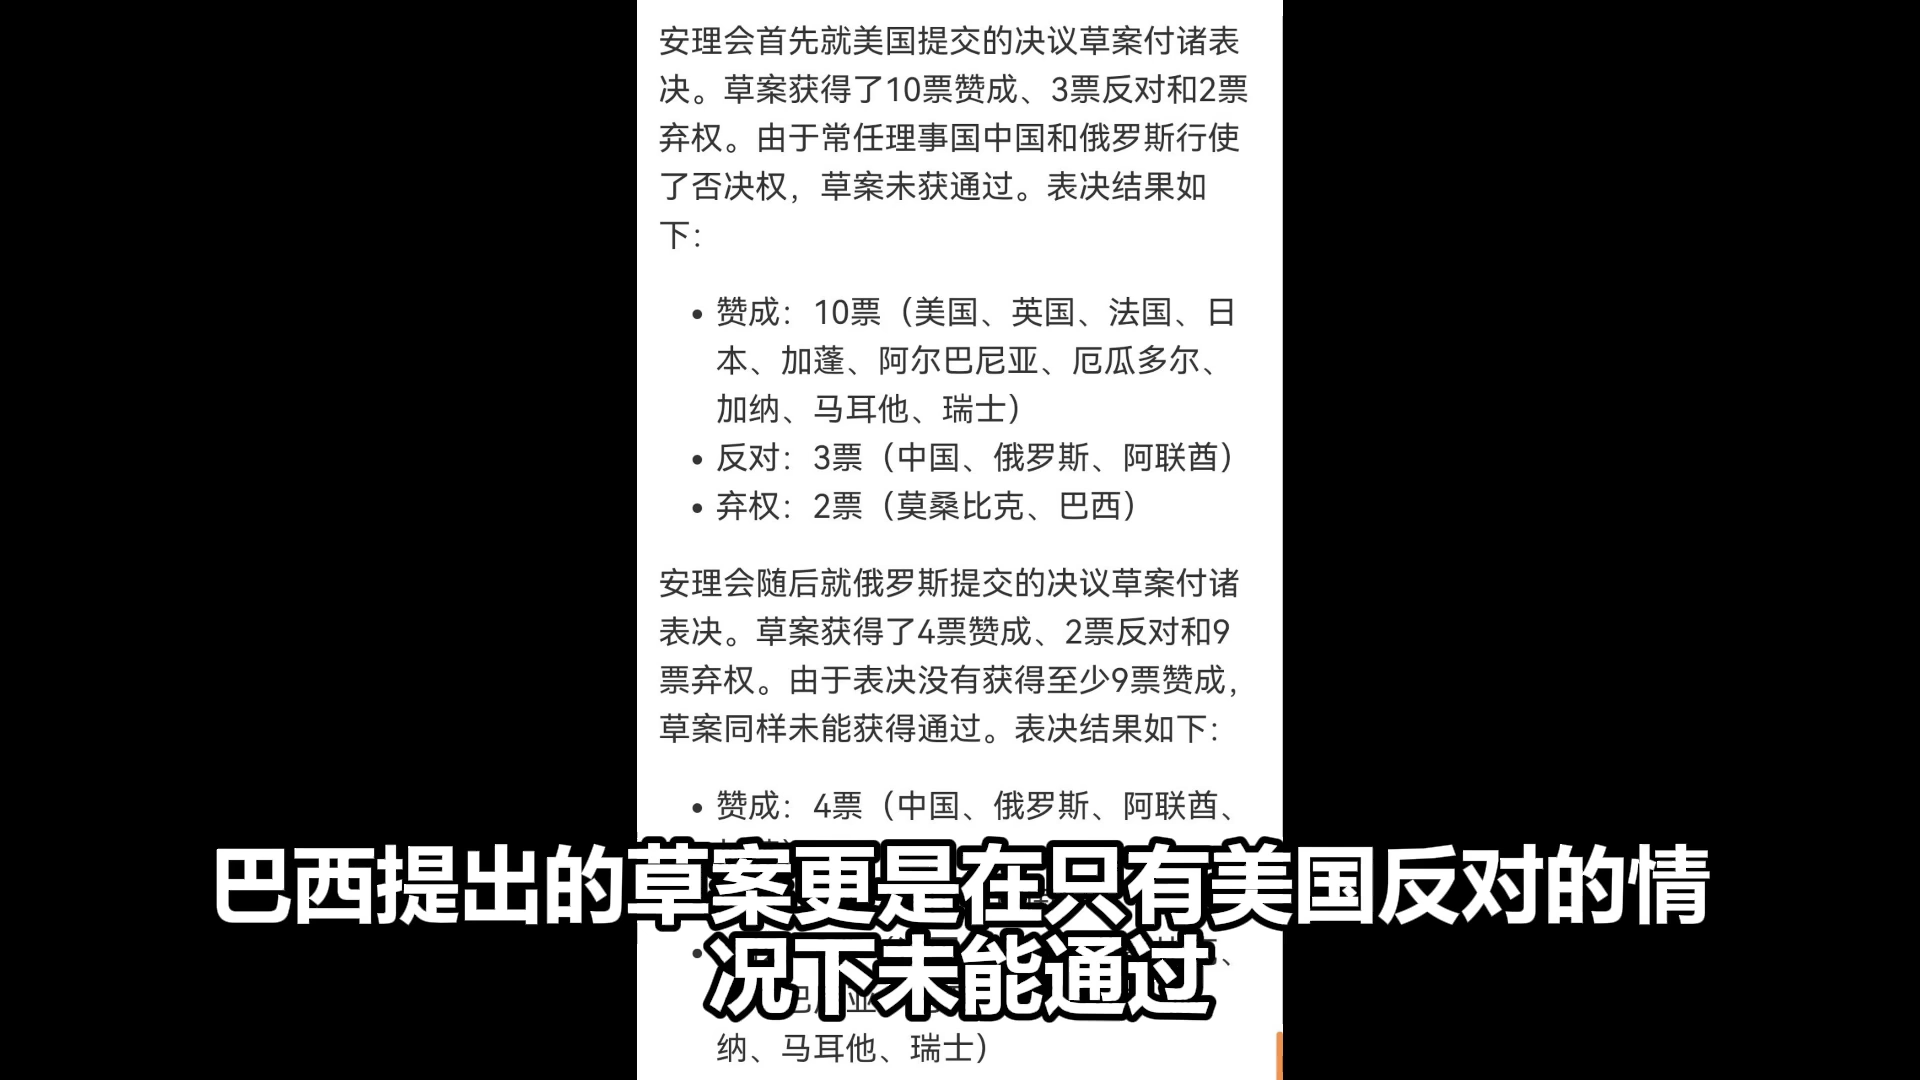 安理会首先就美国提交的决议草案付诸表
决。草案获得了10票赞成、3票反对和2票
弃权。由于常任理事国中国和俄罗斯行使
了否决权，草案未获通过。表决结果如
下：
• 赞成：10票（美国、英国、法国、日
本、加蓬、阿尔巴尼亚、厄瓜多尔、
加纳、马耳他、瑞士）
• 反对：3票（中国、俄罗斯、阿联酋）
• 弃权：2票（莫桑比克、巴西）
安理会随后就俄罗斯提交的决议草案付诸
表决。草案获得了4票赞成、2票反对和9
票弃权。由于表决没有获得至少9票赞成，
草案同样未能获得通过。表决结果如下：
• 赞成：4票（中国、俄罗斯、阿联酋、
巴西提出的草案更是在只有美国反对的情
况下未能通过
纳、马耳他、瑞士）